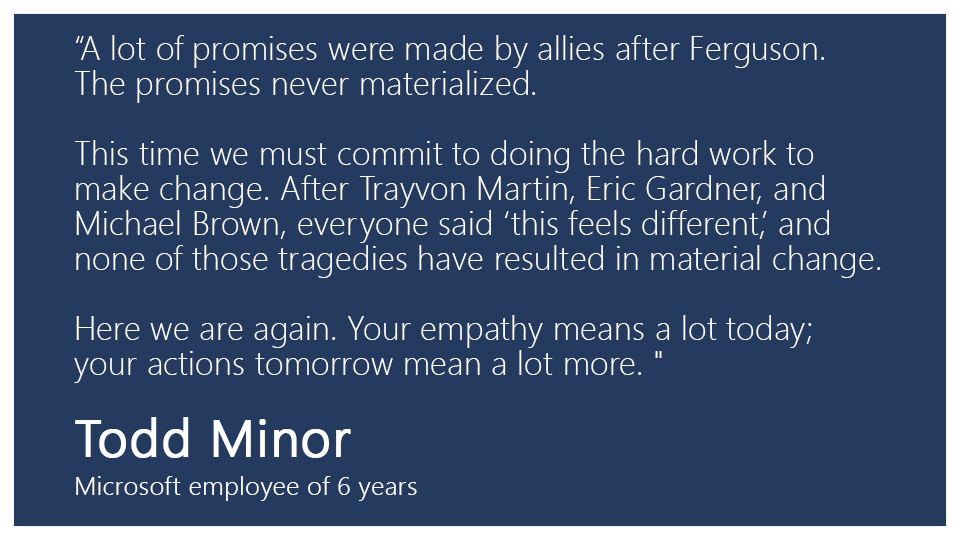 “A lot of promises were made by allies after Ferguson.
The promises never materialized.
This time we must commit to doing the hard work to
make change. After Trayvon Martin, Eric Gardner, and
Michael Brown, everyone said ‘this feels different,’ and
none of those tragedies have resulted in material change.
Here we are again. Your empathy means a lot today;
your actions tomorrow mean a lot more. "
Todd Minor
Microsoft employee of 6 years